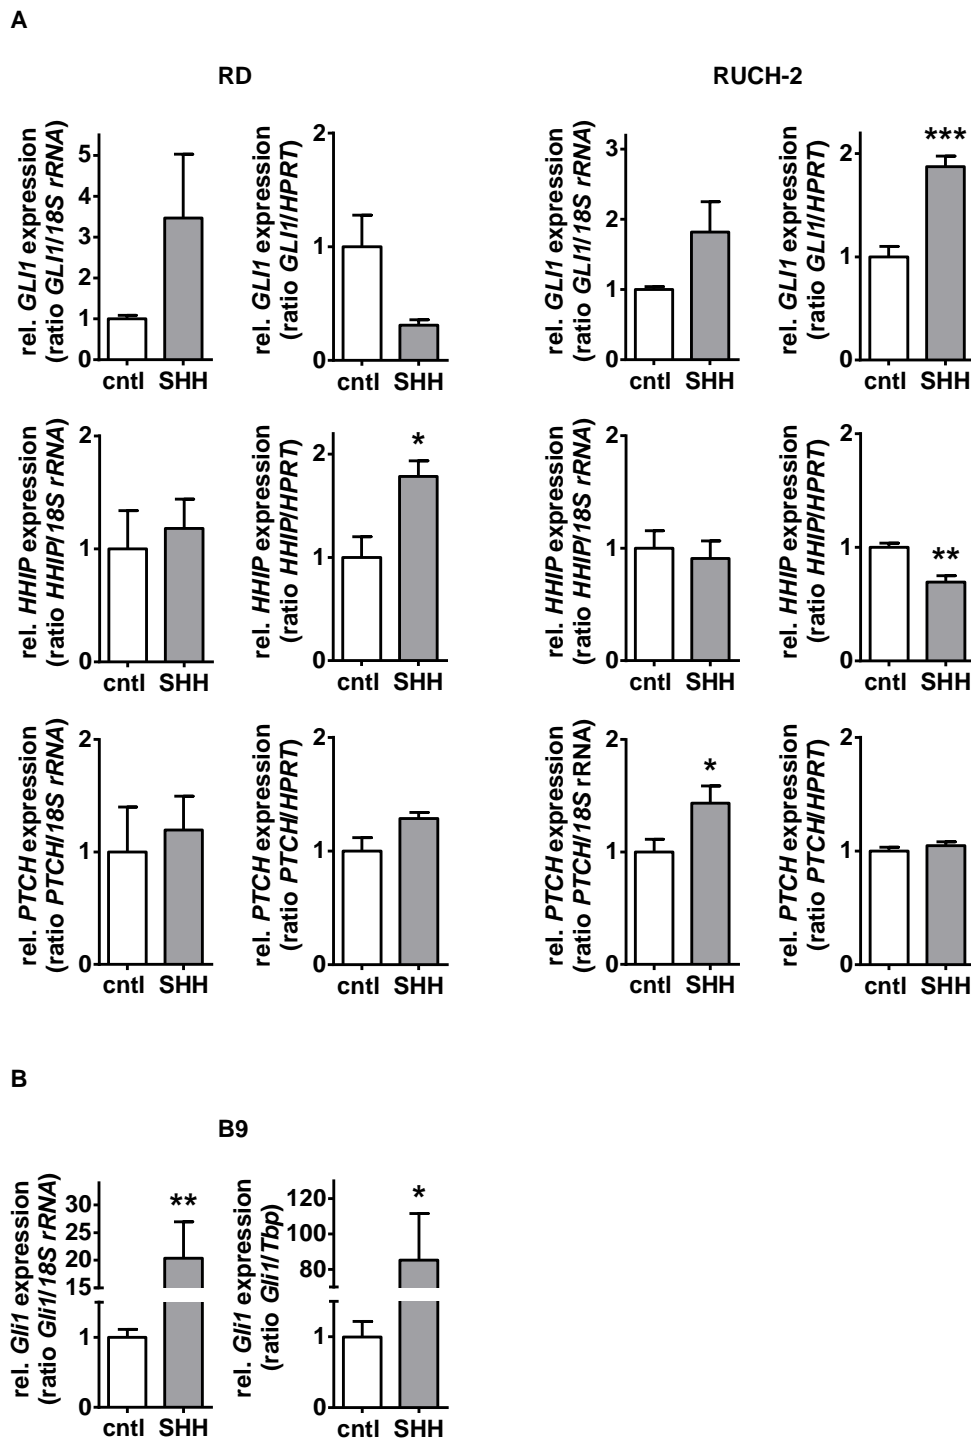 A
RD
RUCH-2
rel. GLI1 expression
(ratio GLI1/18S rRNA)
5
4
3
2
1
0
cntl SHH
rel. GLI1 expression
(ratio GLI1/HPRT)
2
1
0
cntl SHH
rel. GLI1 expression
(ratio GLI1/18S rRNA)
3
2
1
0
cntl SHH
rel. GLI1 expression
(ratio GLI1/HPRT)
2
1
0
***
cntl SHH
rel. HHIP expression
(ratio HHIP/18S rRNA)
2
1
0
cntl SHH
rel. HHIP expression
(ratio HHIP/HPRT)
2
1
0
*
cntl SHH
rel. HHIP expression
(ratio HHIP/18S rRNA)
2
1
0
cntl SHH
rel. HHIP expression
(ratio HHIP/HPRT)
2
1
0
**
cntl SHH
rel. PTCH expression
(ratio PTCH/18S rRNA)
2
1
0
cntl SHH
rel. PTCH expression
(ratio PTCH/HPRT)
2
1
0
cntl SHH
rel. PTCH expression
(ratio PTCH/18S rRNA)
2
1
0
*
cntl SHH
rel. PTCH expression
(ratio PTCH/HPRT)
2
1
0
cntl SHH
B
B9
rel. Gli1 expression
(ratio Gli1/18S rRNA)
30
25
20
15
1
0
**
cntl SHH
rel. Gli1 expression
(ratio Gli1/Tbp)
120
100
80
1
0
*
cntl SHH